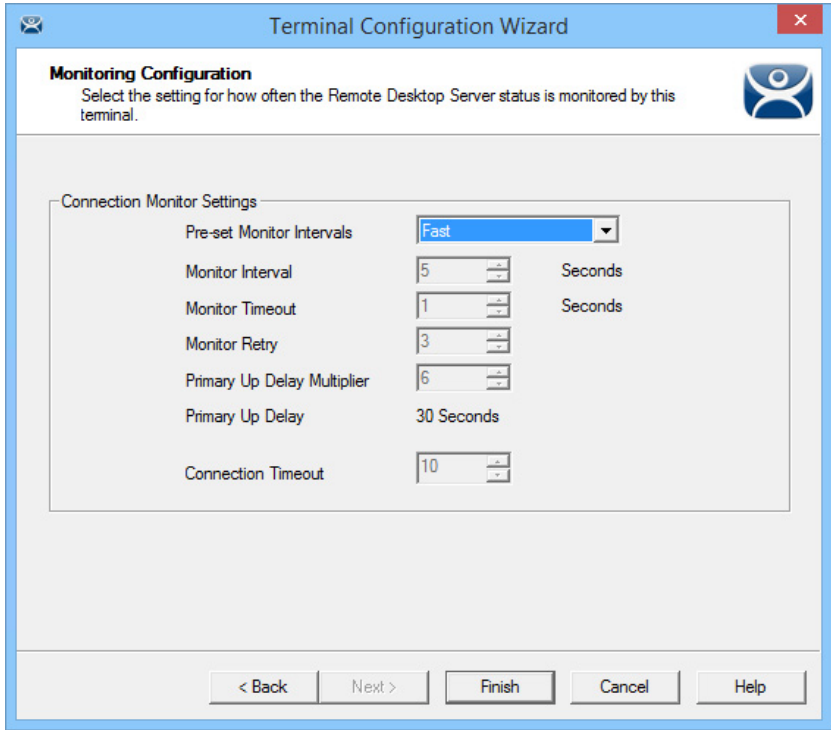 Terminal Configuration Wizard
Monitoring Configuration
Select the setting for how often the Remote Desktop Server status is monitored by this
terminal.
Connection Monitor Settings
Pre-set Monitor Intervals Fast
Monitor Interval 5 Seconds
Monitor Timeout 1 Seconds
Monitor Retry 3
Primary Up Delay Multiplier 6
Primary Up Delay 30 Seconds
Connection Timeout 10
< Back Next > Finish Cancel Help